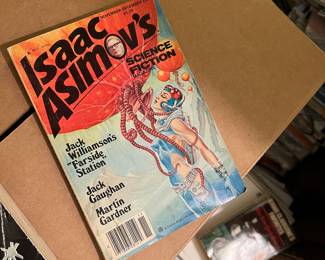 Isaac
Asimov's
SCIENCE
FICTION
Jack
Williamson's
"Farside
Station"
Jack
Gaughan
Martin
Gardner